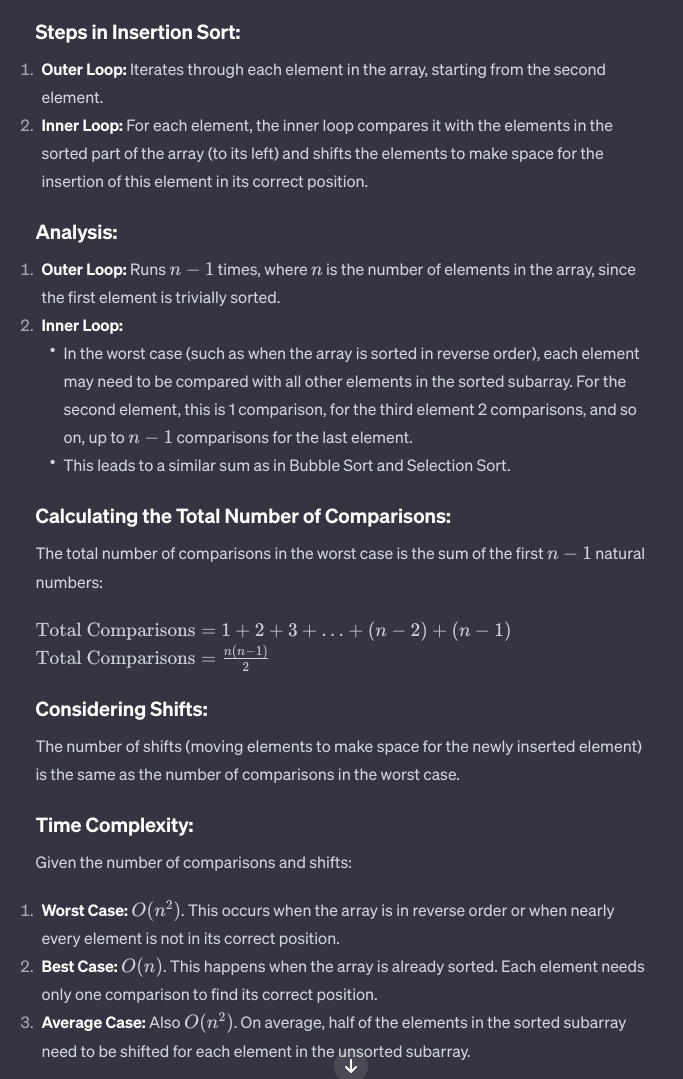 Steps in Insertion Sort:
1. Outer Loop: Iterates through each element in the array, starting from the second
element.
2. Inner Loop: For each element, the inner loop compares it with the elements in the
sorted part of the array (to its left) and shifts the elements to make space for the
insertion of this element in its correct position.
Analysis:
1. Outer Loop: Runs n − 1 times, where n is the number of elements in the array, since
the first element is trivially sorted.
2. Inner Loop:
• In the worst case (such as when the array is sorted in reverse order), each element
may need to be compared with all other elements in the sorted subarray. For the
second element, this is 1 comparison, for the third element 2 comparisons, and so
on, up to n − 1 comparisons for the last element.
• This leads to a similar sum as in Bubble Sort and Selection Sort.
Calculating the Total Number of Comparisons:
The total number of comparisons in the worst case is the sum of the first n − 1 natural
numbers:
Total Comparisons = 1 + 2 + 3 + … + (n − 2) + (n − 1)
Total Comparisons = n(n−1)/2
Considering Shifts:
The number of shifts (moving elements to make space for the newly inserted element)
is the same as the number of comparisons in the worst case.
Time Complexity:
Given the number of comparisons and shifts:
1. Worst Case: O(n²). This occurs when the array is in reverse order or when nearly
every element is not in its correct position.
2. Best Case: O(n). This happens when the array is already sorted. Each element needs
only one comparison to find its correct position.
3. Average Case: Also O(n²). On average, half of the elements in the sorted subarray
need to be shifted for each element in the unsorted subarray.